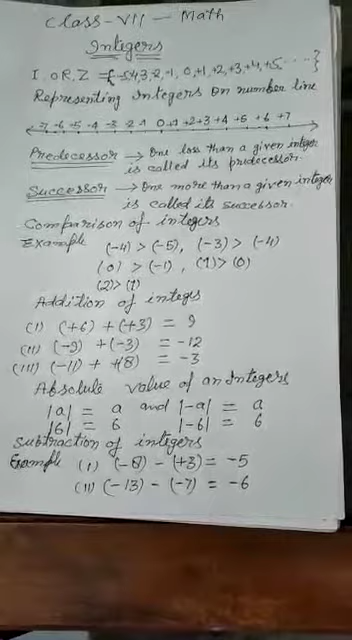 Class-VII - Math
Integers
I, OR, Z = {-5,4,3,-2,-1, 0,+1,+2,+3,+4,+5 ..... }
Representing Integers on number line
-7 -6 -5 -4 -3 -2 -1 0 +1 +2 +3 +4 +5 +6 +7
Predecessor → One less than a given integer
is called its predecessor.
Successor → One more than a given integer
is called its successor.
Comparison of integers
Example (-4) > (-5), (-3) > (-4)
(0) > (-1), (1) > (0)
(2) > (1)
Addition of integs
(I) (+6) + (+3) = 9
(II) (-9) + (-3) = -12
(III) (-11) + (8) = -3
Absolute value of an Integers
|a| = a and |-a| = a
|6| = 6 |-6| = 6
Subtraction of integers
Example (I) (-8) - (+3) = -5
(II) (-13) - (-7) = -6